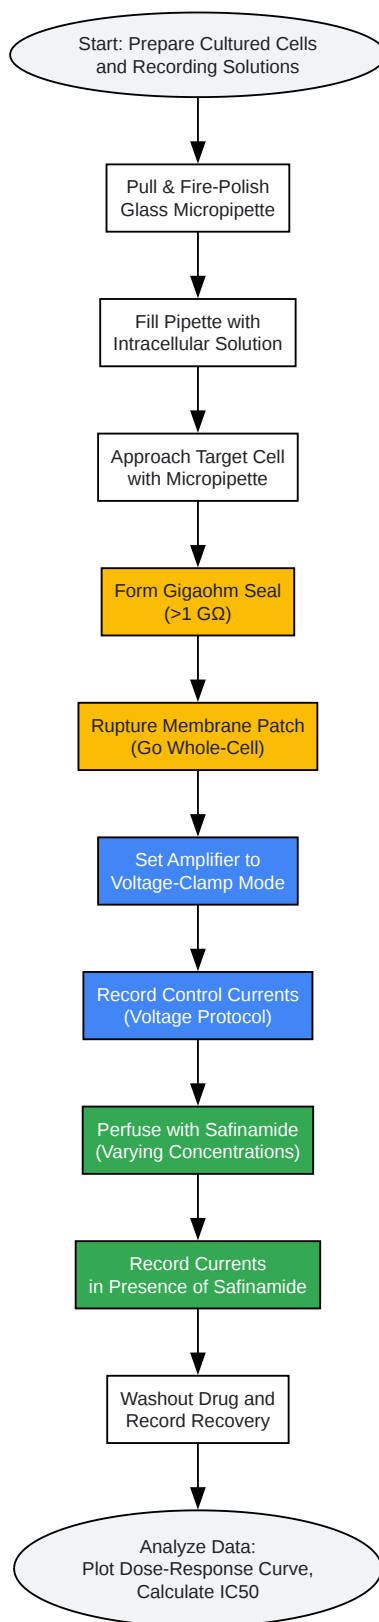 Start: Prepare Cultured Cells
and Recording Solutions
Pull & Fire-Polish
Glass Micropipette
Fill Pipette with
Intracellular Solution
Approach Target Cell
with Micropipette
Form Gigaohm Seal
(>1 GΩ)
Rupture Membrane Patch
(Go Whole-Cell)
Set Amplifier to
Voltage-Clamp Mode
Record Control Currents
(Voltage Protocol)
Perfuse with Safinamide
(Varying Concentrations)
Record Currents
in Presence of Safinamide
Washout Drug and
Record Recovery
Analyze Data:
Plot Dose-Response Curve,
Calculate IC50